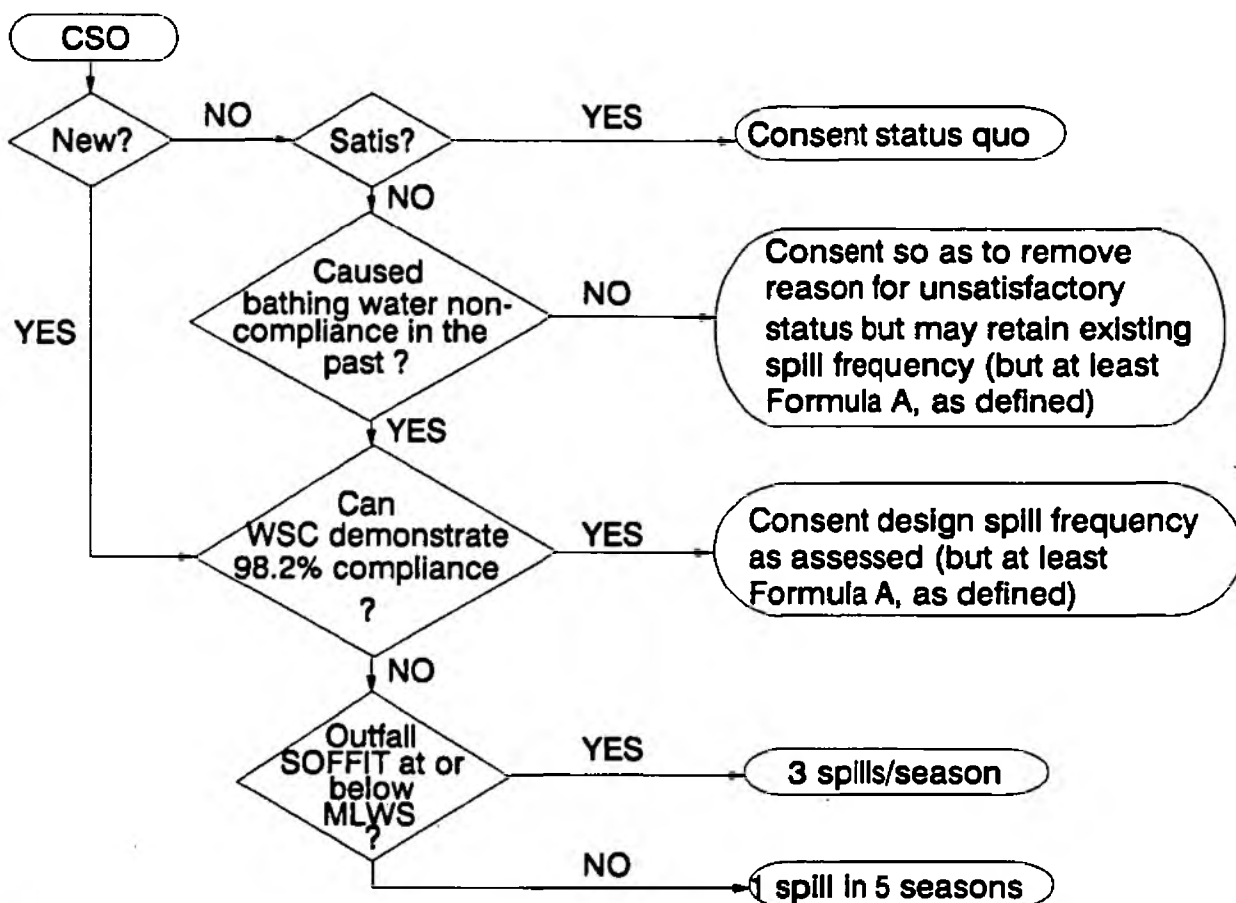 CSO
New?
NO
Satis?
YES
Consent status quo
NO
Caused
bathing water non-
compliance in the
past ?
NO
Consent so as to remove
reason for unsatisfactory
status but may retain existing
spill frequency (but at least
Formula A, as defined)
YES
YES
Can
WSC demonstrate
98.2% compliance
?
YES
Consent design spill frequency
as assessed (but at least
Formula A, as defined)
NO
Outfall
SOFFIT at or
below
MLWS
?
YES
3 spills/season
NO
1 spill in 5 seasons